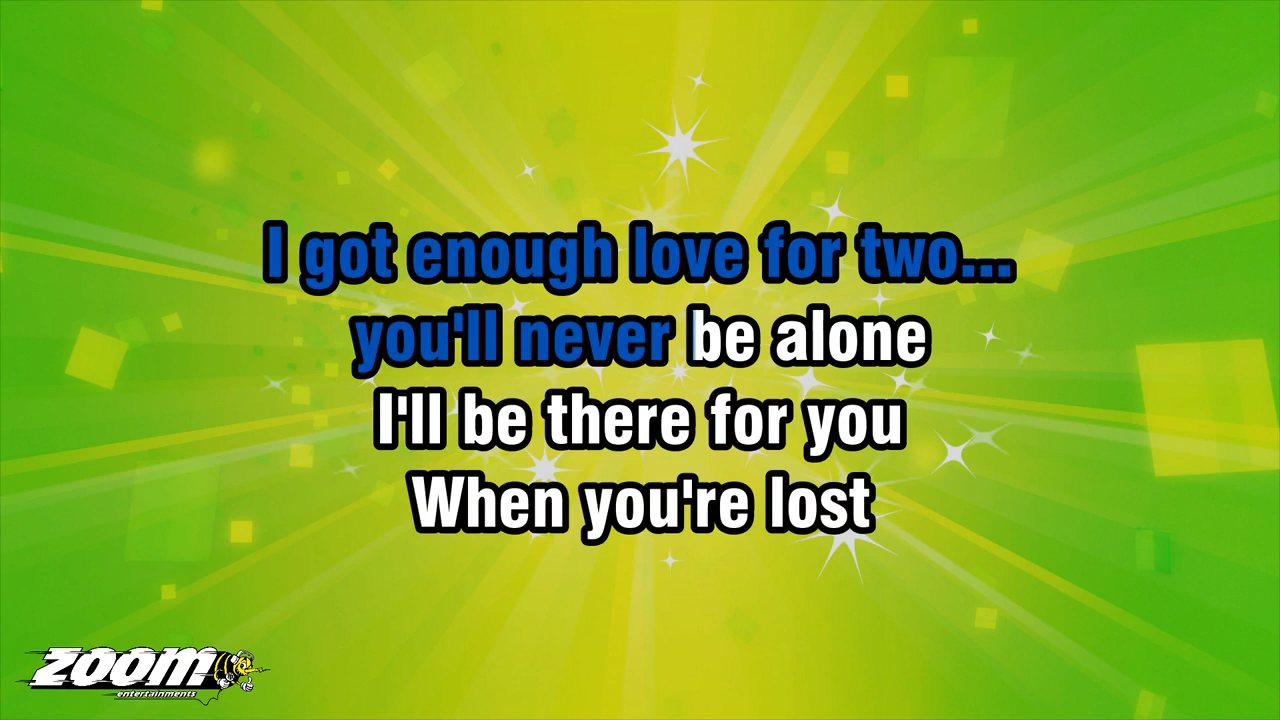 I got enough love for two...
you'll never be alone
I'll be there for you
When you're lost
zoom
entertainments